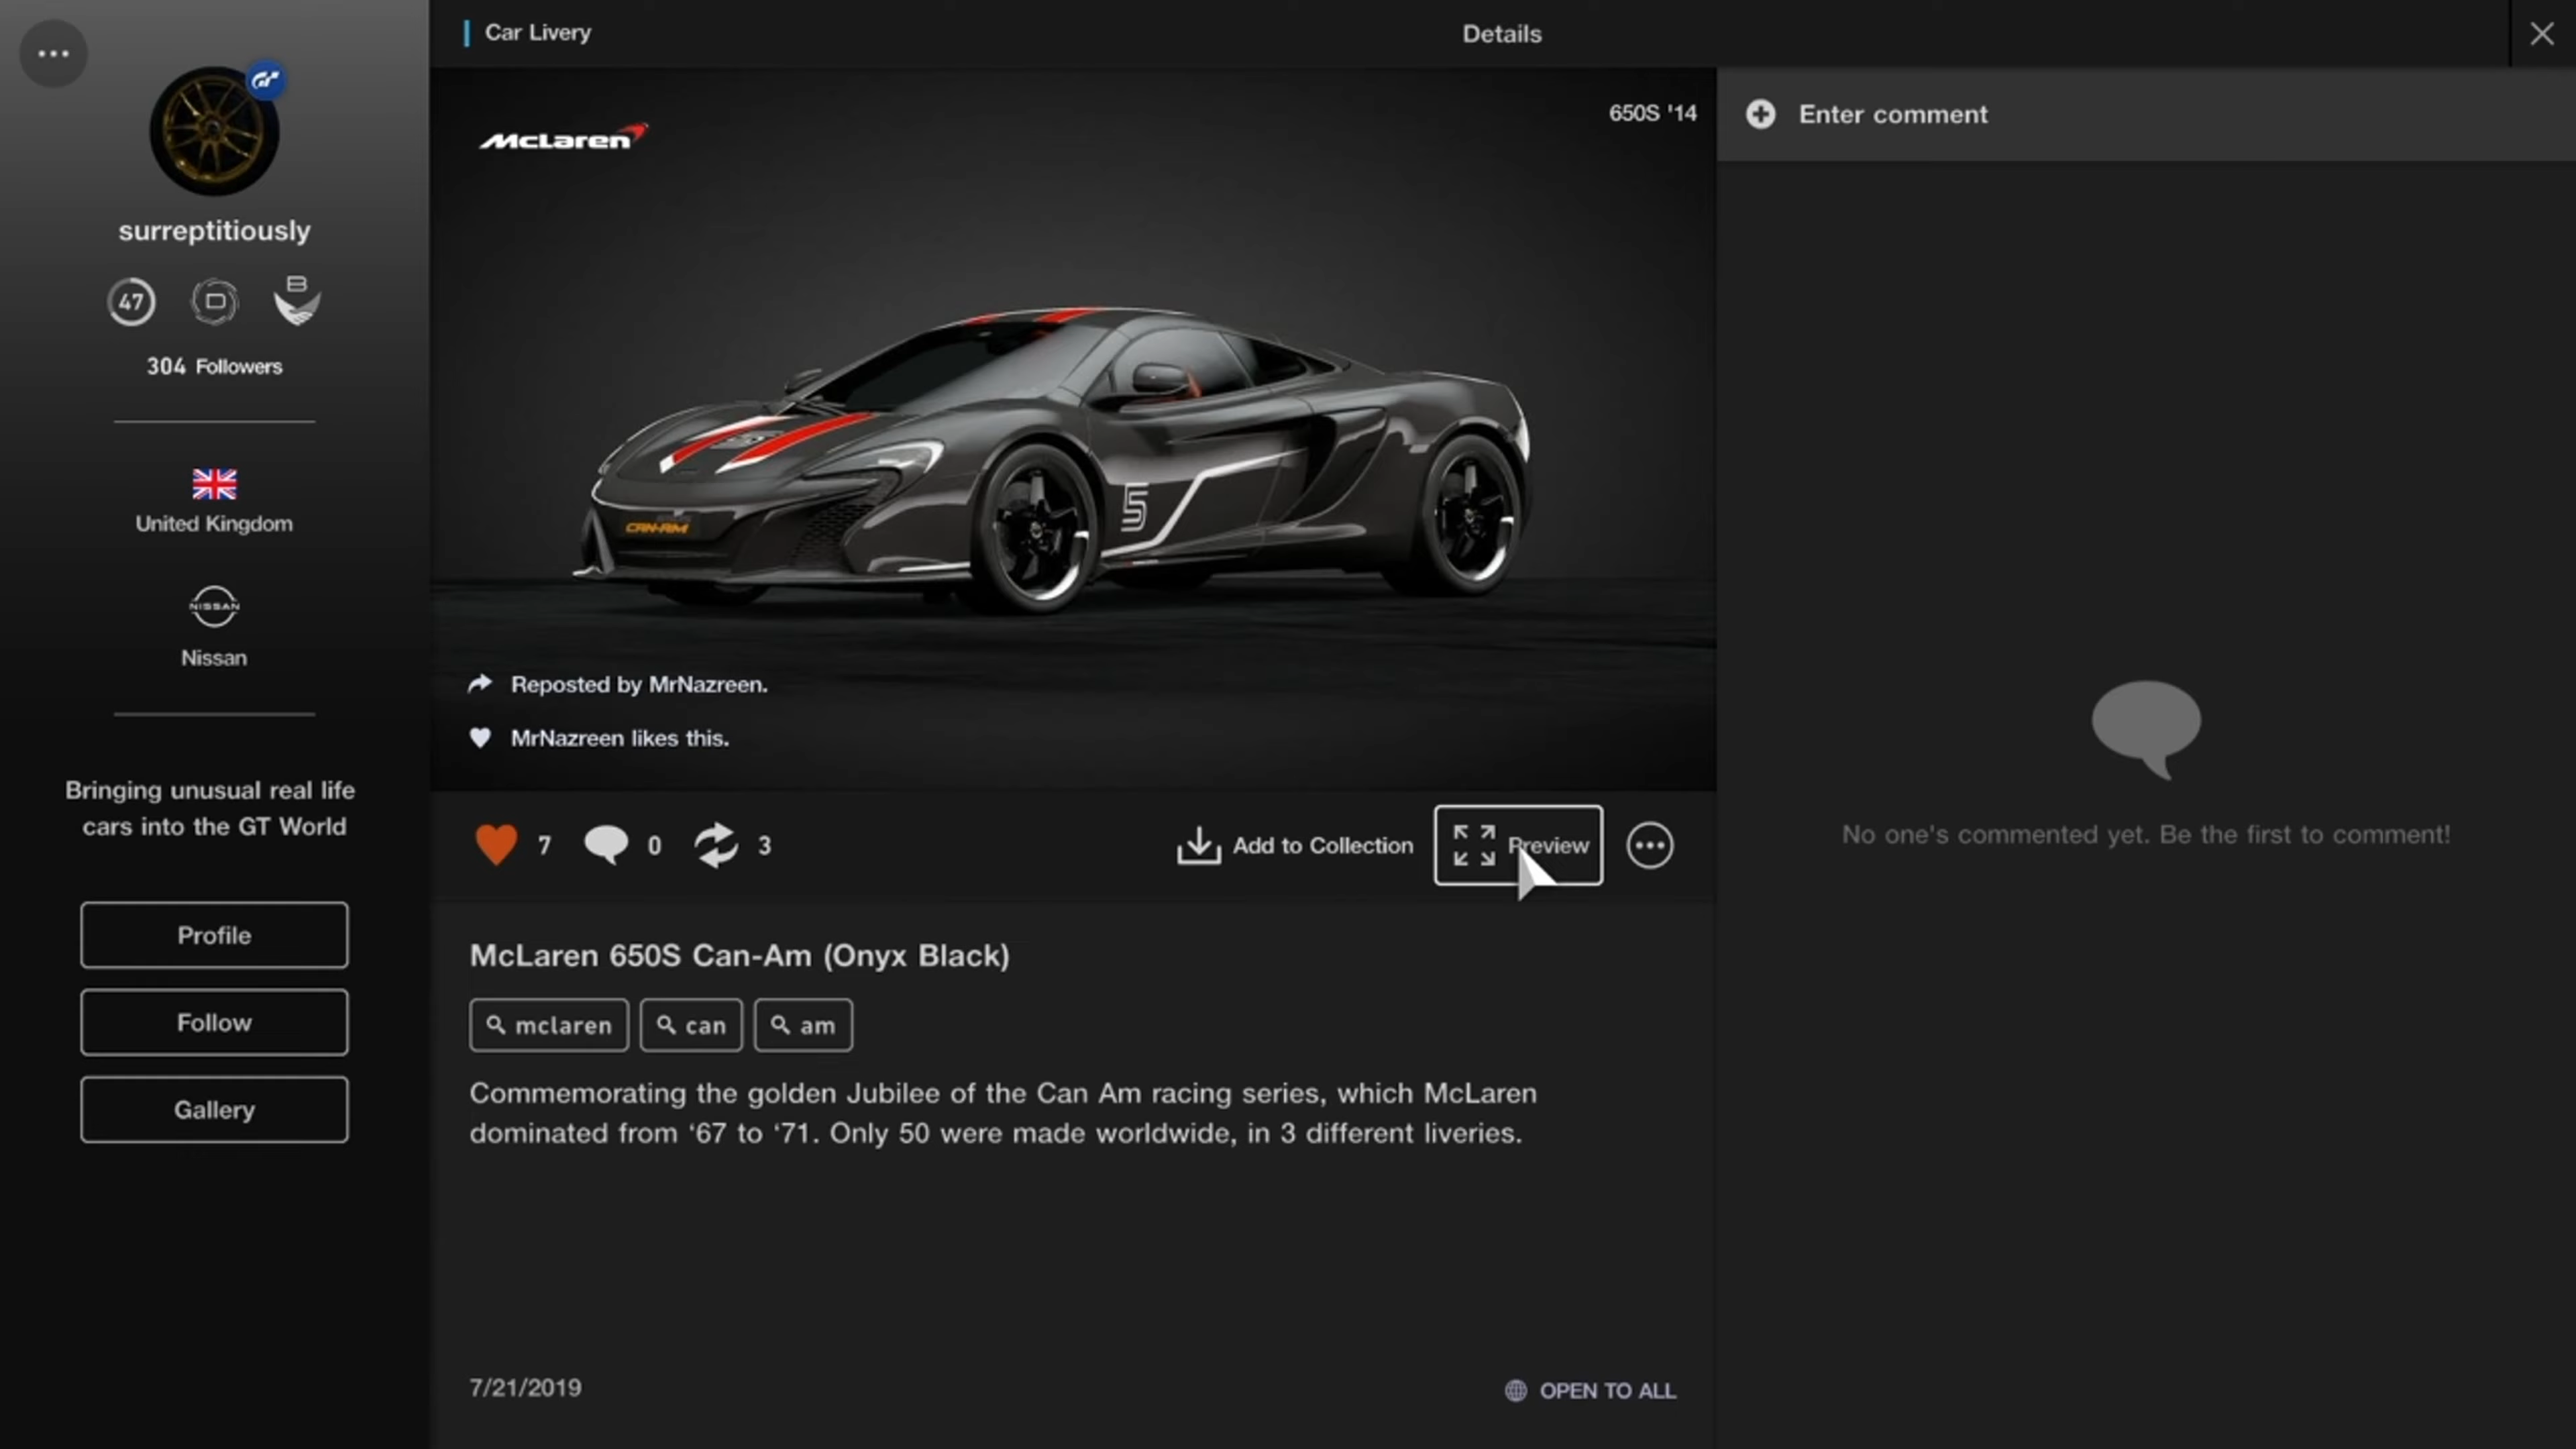 Car Livery
Details
surreptitiously
47
D
B
304 Followers
United Kingdom
NISSAN
Nissan
Bringing unusual real life
cars into the GT World
Profile
Follow
Gallery
McLaren
650S '14
CAN-AM
5
Reposted by MrNazreen.
MrNazreen likes this.
7
0
3
Add to Collection
Preview
McLaren 650S Can-Am (Onyx Black)
mclaren
can
am
Commemorating the golden Jubilee of the Can Am racing series, which McLaren
dominated from ‘67 to ‘71. Only 50 were made worldwide, in 3 different liveries.
7/21/2019
OPEN TO ALL
Enter comment
No one's commented yet. Be the first to comment!